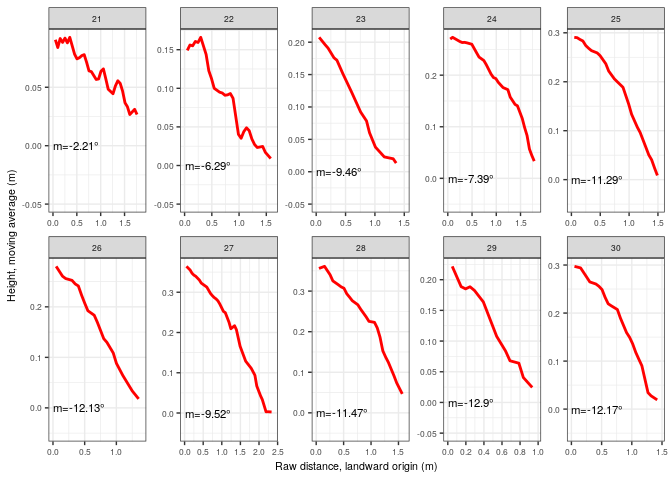 21 22 23 24 25
0.05 0.00 -0.05
0.15 0.10 0.05 0.00 -0.05
0.20 0.15 0.10 0.05 0.00 -0.05
0.2 0.1 0.0
0.3 0.2 0.1 0.0
m=-2.21° m=-6.29° m=-9.46° m=-7.39° m=-11.29°
0.0 0.5 1.0 1.5
0.0 0.5 1.0 1.5
0.0 0.5 1.0 1.5
0.0 0.5 1.0 1.5
0.0 0.5 1.0 1.5
Height, moving average (m)
26 27 28 29 30
0.2 0.1 0.0
0.3 0.2 0.1 0.0
0.3 0.2 0.1 0.0
0.20 0.15 0.10 0.05 0.00 -0.05
0.3 0.2 0.1 0.0
m=-12.13° m=-9.52° m=-11.47° m=-12.9° m=-12.17°
0.0 0.5 1.0
0.0 0.5 1.0 1.5 2.0 2.5
0.0 0.5 1.0 1.5
0.0 0.2 0.4 0.6 0.8 1.0
0.0 0.5 1.0 1.5
Raw distance, landward origin (m)